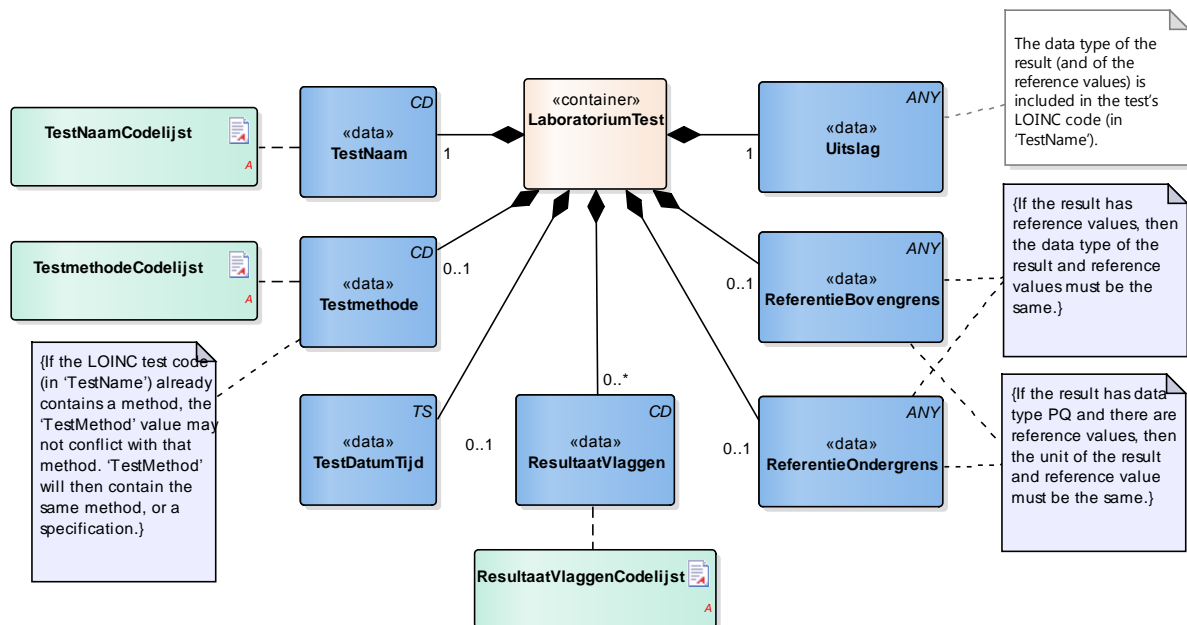 The data type of the
result (and of the
reference values) is
included in the test's
LOINC code (in
'TestName').
TestNaamCodelijst
A
CD
«data»
TestNaam
1
«container»
LaboratoriumTest
ANY
«data»
Uitslag
1
{If the result has
reference values, then
the data type of the
result and reference
values must be the
same.}
TestmethodeCodelijst
A
CD
«data»
Testmethode
0..1
ANY
«data»
ReferentieBovengrens
0..1
{If the LOINC test code
(in 'TestName') already
contains a method, the
'TestMethod' value may
not conflict with that
method. 'TestMethod'
will then contain the
same method, or a
specification.}
TS
«data»
TestDatumTijd
0..1
0..*
CD
«data»
ResultaatVlaggen
ANY
«data»
ReferentieOndergrens
0..1
{If the result has data
type PQ and there are
reference values, then
the unit of the result
and reference value
must be the same.}
ResultaatVlaggenCodelijst
A